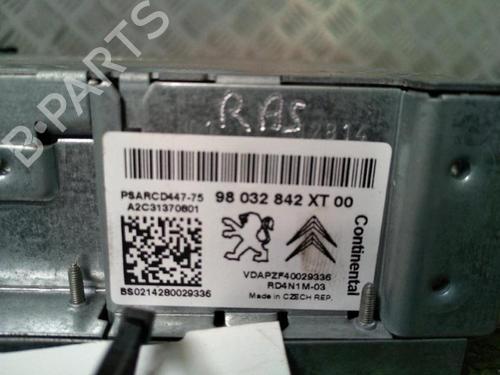 B-PARTS
RAS
PSARCD447-75
98 032 842 XT 00
A2C31370801
Continental
VDAPZF40029336
RD4N1M-03
BS0214280029336
Made in CZECH REP.